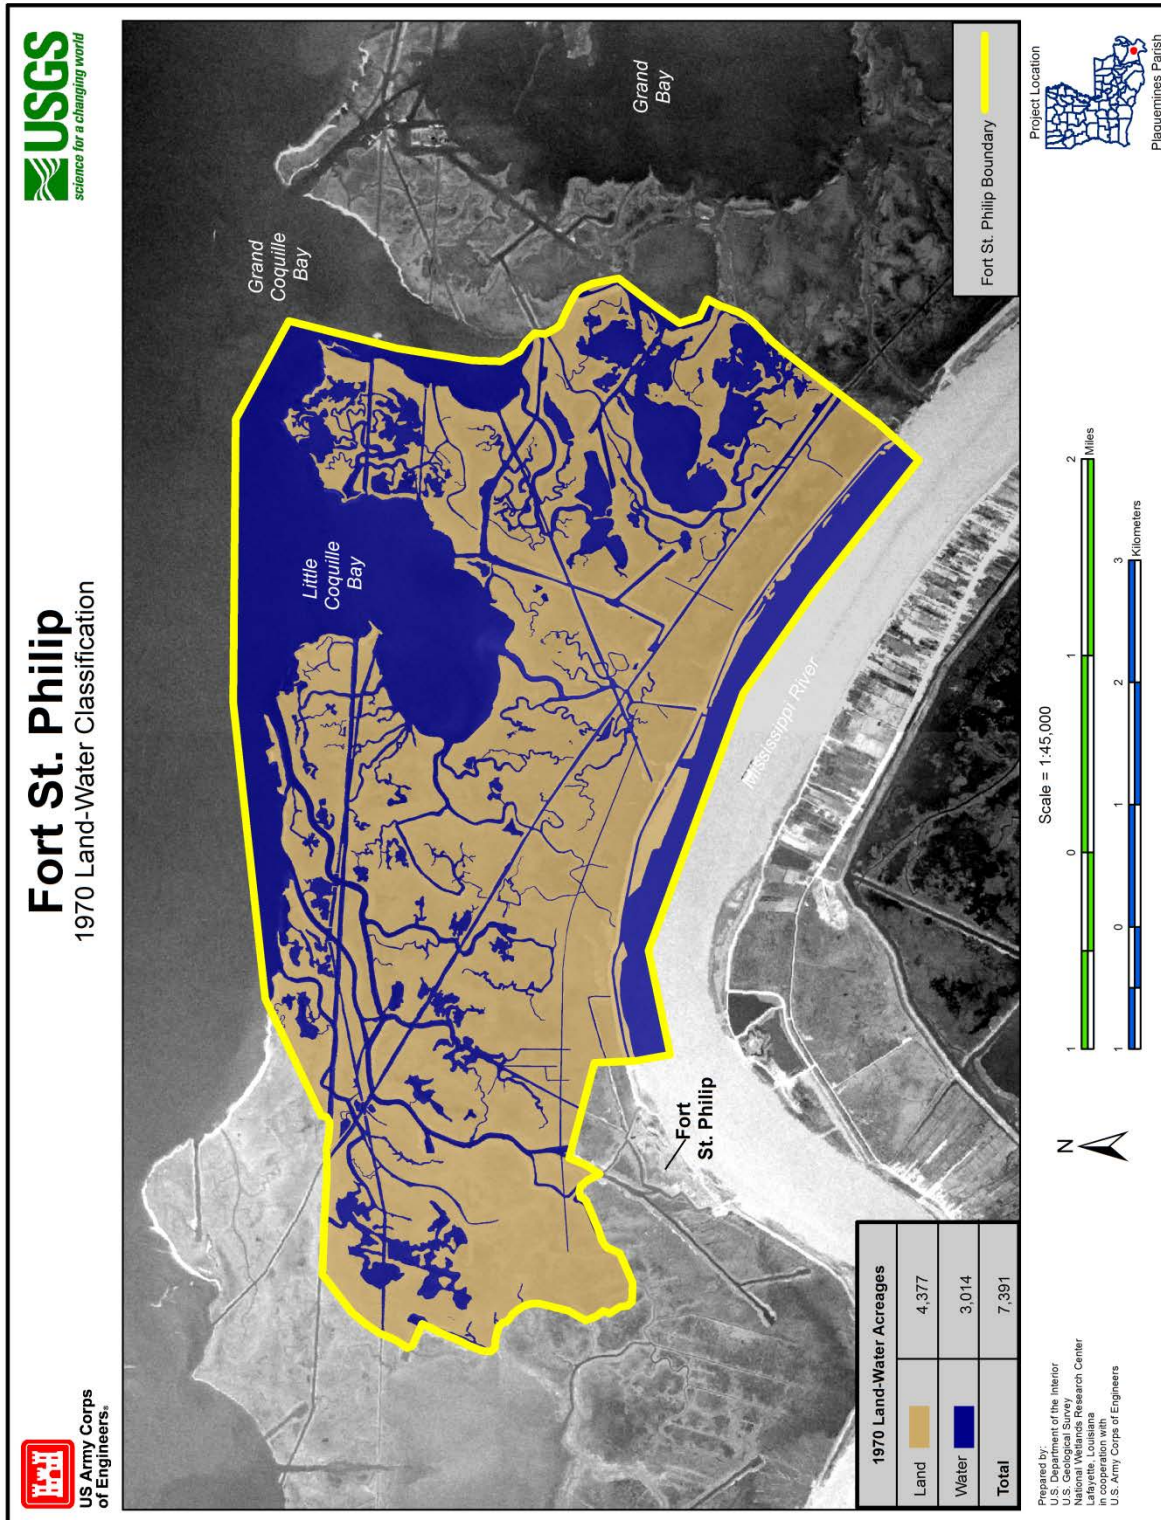 US Army Corps
of Engineers®
Fort St. Philip
1970 Land-Water Classification
USGS
science for a changing world
Grand
Coquille
Bay
Grand
Bay
Little
Coquille
Bay
Mississippi River
Fort
St. Philip
Fort St. Philip Boundary
1970 Land-Water Acreages
Land 4,377
Water 3,014
Total 7,391
Prepared by:
U.S. Department of the Interior
U.S. Geological Survey
National Wetlands Research Center
Lafayette, Louisiana
in cooperation with
U.S. Army Corps of Engineers
N
Scale = 1:45,000
1 0 1 2
Miles
1 0 1 2 3
Kilometers
Project Location
Plaquemines Parish